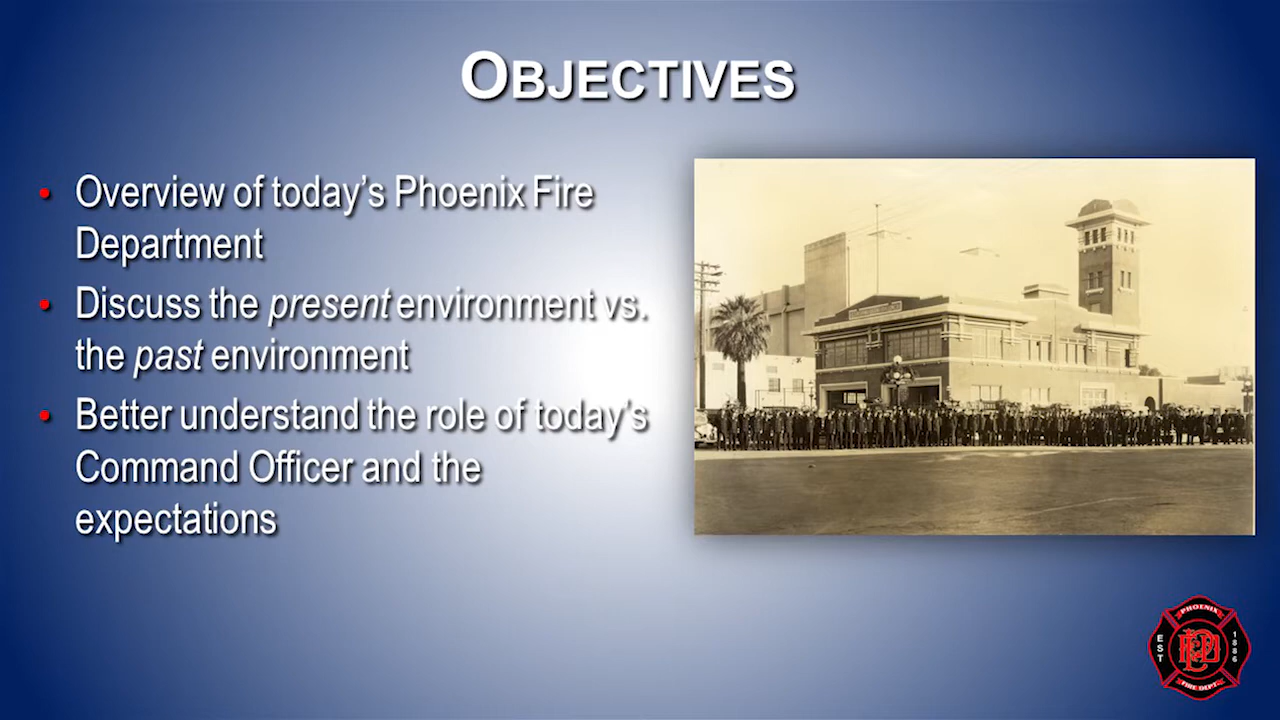 OBJECTIVES
• Overview of today's Phoenix Fire
Department
• Discuss the present environment vs.
the past environment
• Better understand the role of today's
Command Officer and the
expectations
PHOENIX
EST
1886
PFD
FIRE DEPT.